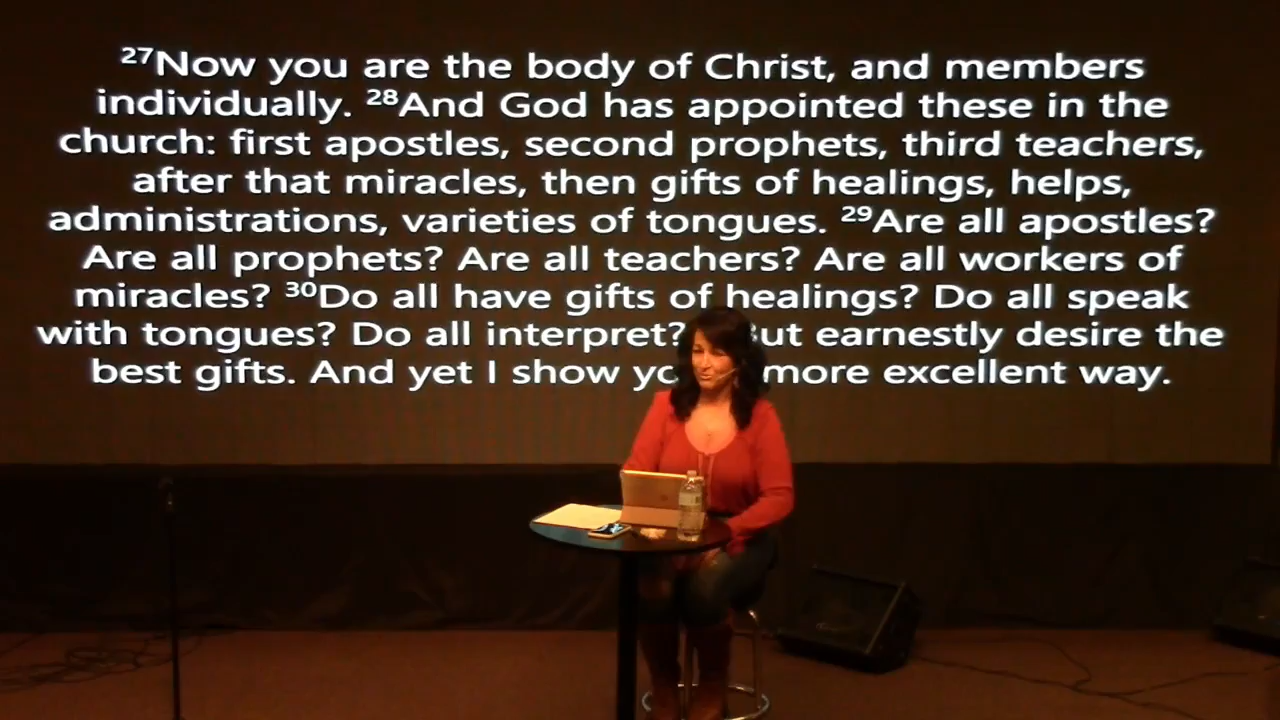 27Now you are the body of Christ, and members
individually. 28And God has appointed these in the
church: first apostles, second prophets, third teachers,
after that miracles, then gifts of healings, helps,
administrations, varieties of tongues. 29Are all apostles?
Are all prophets? Are all teachers? Are all workers of
miracles? 30Do all have gifts of healings? Do all speak
with tongues? Do all interpret? But earnestly desire the
best gifts. And yet I show more excellent way.